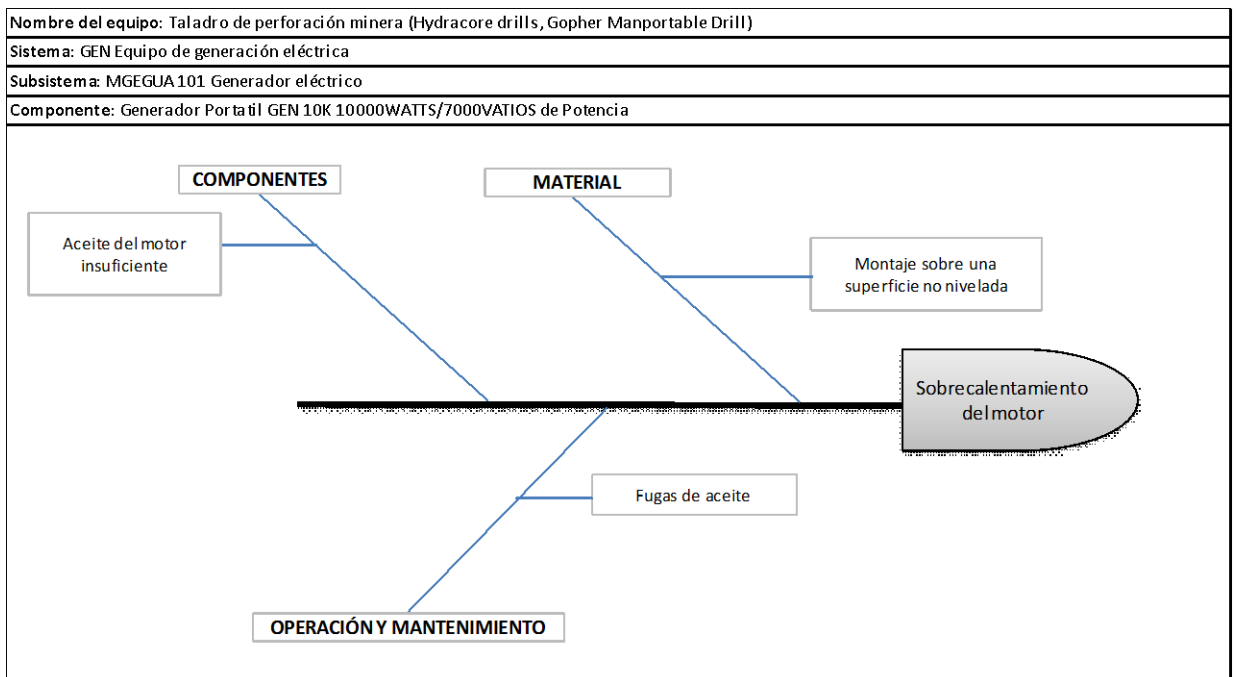 Nombre del equipo: Taladro de perforación minera (Hydracore drills, Gopher Manportable Drill)
Sistema: GEN Equipo de generación eléctrica
Subsistema: MGEGUA101 Generador eléctrico
Componente: Generador Portatil GEN 10K 10000WATTS/7000VATIOS de Potencia
COMPONENTES
MATERIAL
Aceite del motor
insuficiente
Montaje sobre una
superficie no nivelada
Sobrecalentamiento
del motor
Fugas de aceite
OPERACIÓN Y MANTENIMIENTO